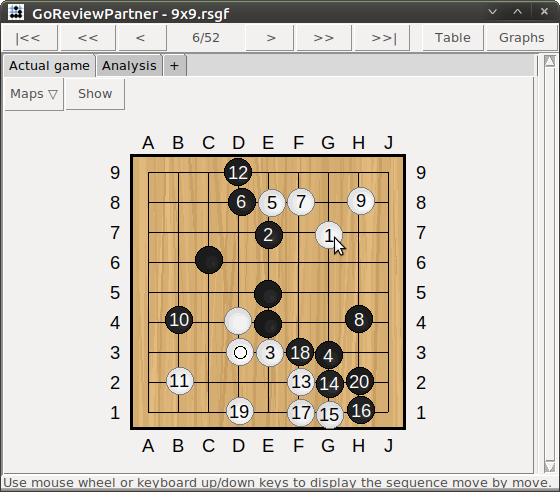 GoReviewPartner - 9x9.rsgf
|<< << < 6/52 > >> >>| Table Graphs
Actual game Analysis +
Maps ▽ Show
A B C D E F G H J
9 12 9
8 6 5 7 9 8
7 2 1 7
6 6
5 5
4 10 8 4
3 3 18 4 3
2 11 13 14 20 2
1 19 17 15 16 1
A B C D E F G H J
Use mouse wheel or keyboard up/down keys to display the sequence move by move.